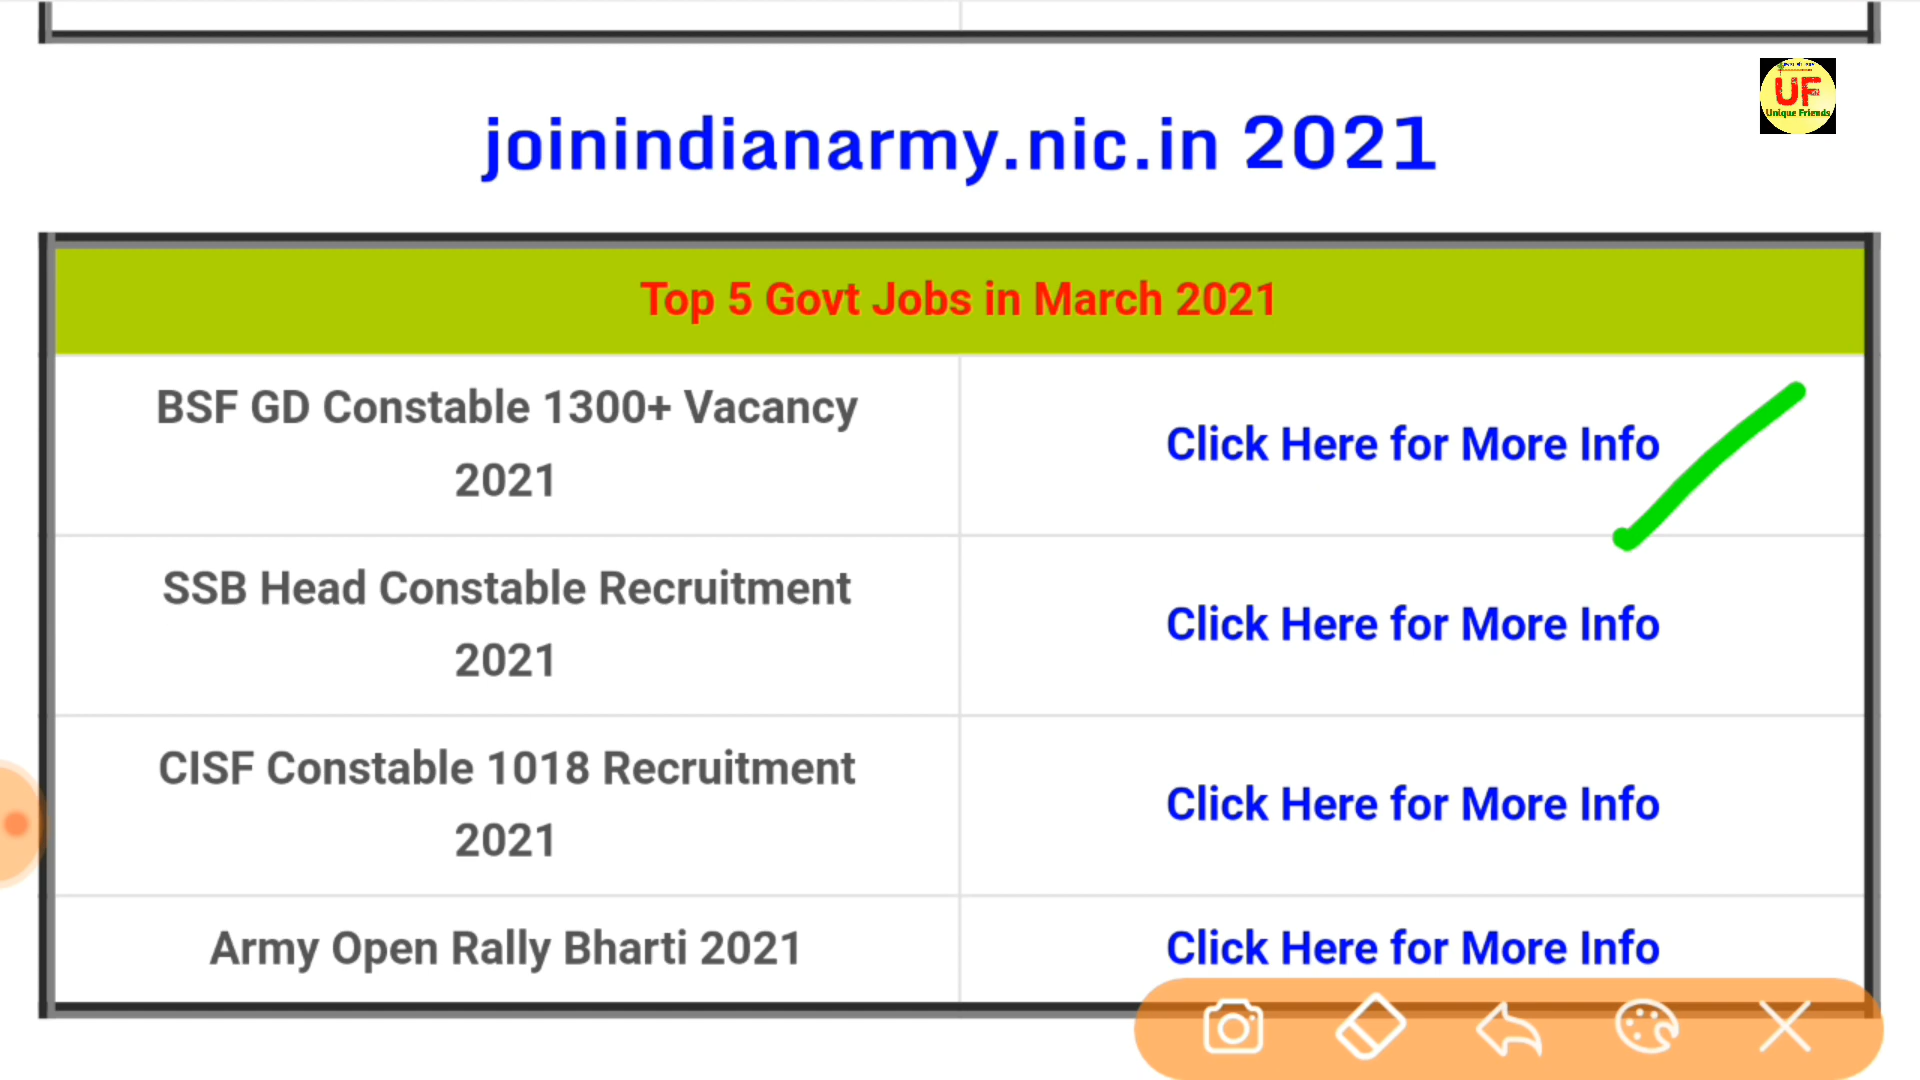 UF
Unique Friends
joinindianarmy.nic.in 2021
Top 5 Govt Jobs in March 2021
BSF GD Constable 1300+ Vacancy
2021
Click Here for More Info
SSB Head Constable Recruitment
2021
Click Here for More Info
CISF Constable 1018 Recruitment
2021
Click Here for More Info
Army Open Rally Bharti 2021
Click Here for More Info